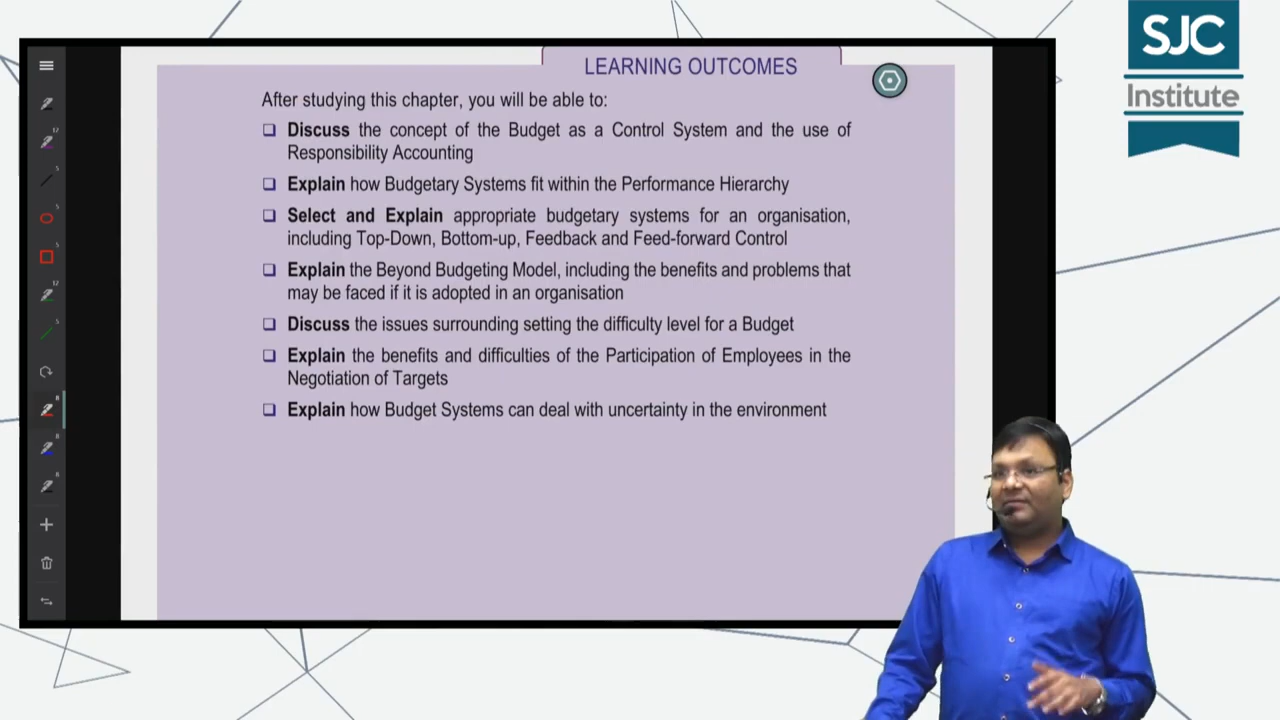 SJC
Institute
LEARNING OUTCOMES
After studying this chapter, you will be able to:
❑ Discuss the concept of the Budget as a Control System and the use of
Responsibility Accounting
❑ Explain how Budgetary Systems fit within the Performance Hierarchy
❑ Select and Explain appropriate budgetary systems for an organisation,
including Top-Down, Bottom-up, Feedback and Feed-forward Control
❑ Explain the Beyond Budgeting Model, including the benefits and problems that
may be faced if it is adopted in an organisation
❑ Discuss the issues surrounding setting the difficulty level for a Budget
❑ Explain the benefits and difficulties of the Participation of Employees in the
Negotiation of Targets
❑ Explain how Budget Systems can deal with uncertainty in the environment